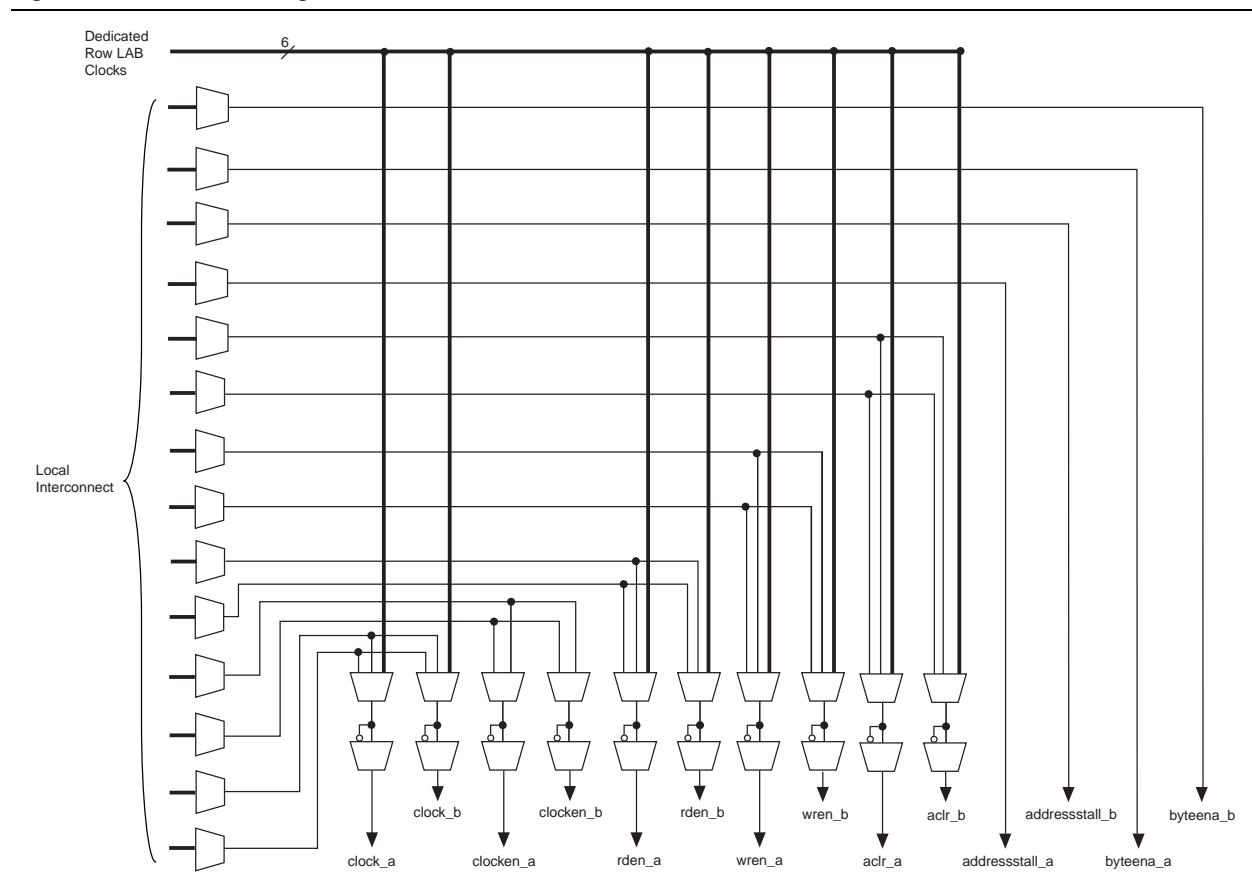 Dedicated
Row LAB
Clocks
6
Local
Interconnect
clock_b
clocken_b
rden_b
wren_b
aclr_b
addressstall_b
byteena_b
clock_a
clocken_a
rden_a
wren_a
aclr_a
addressstall_a
byteena_a